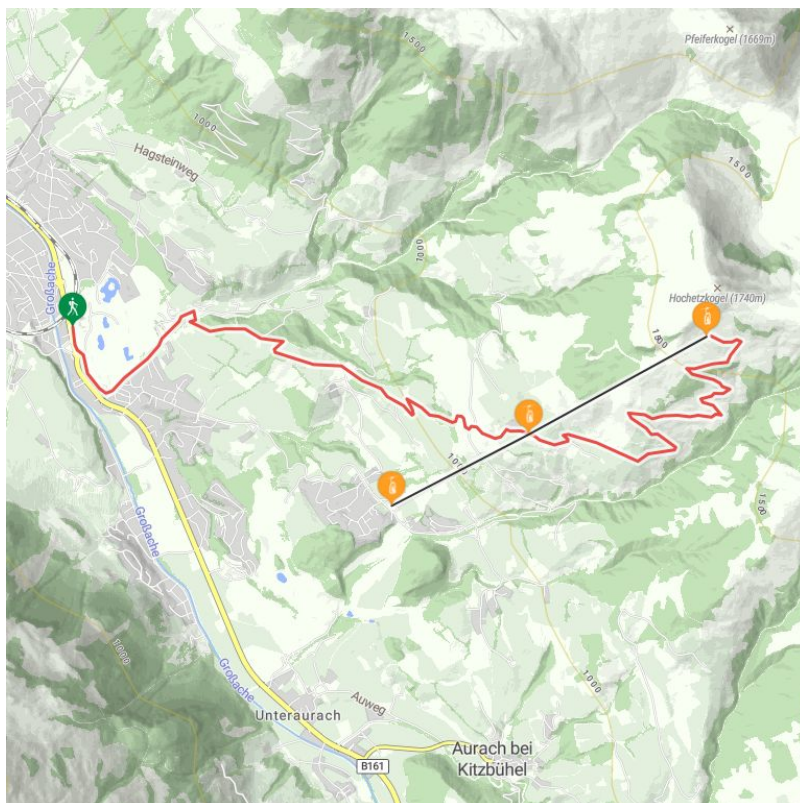 1500
Pfeiferkogel (1669m)
1000
Hagsteinweg
1500
1000
Großache
Hochetzkogel (1740m)
1500
1000
1500
Großache
1000
1000
Großache
Auweg
Unteraurach
Aurach bei
Kitzbühel
B161